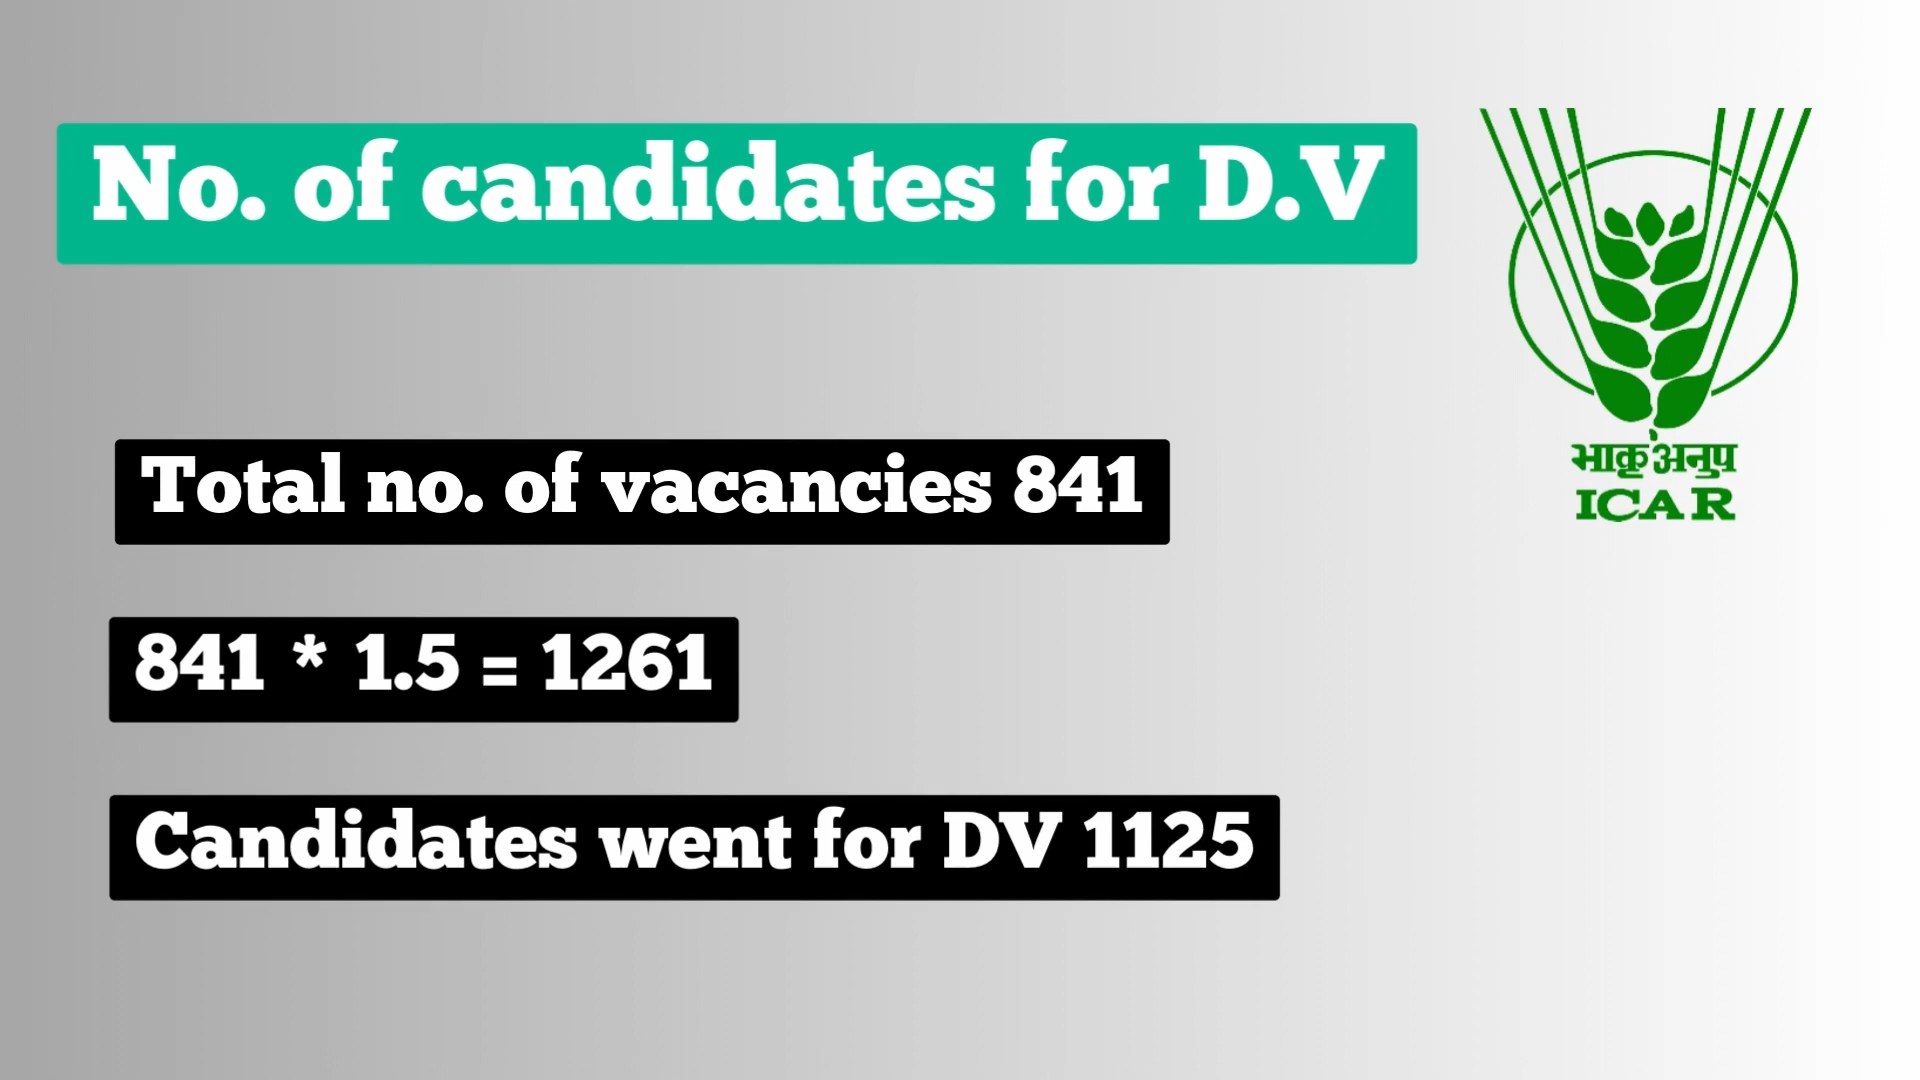 No. of candidates for D.V
Total no. of vacancies 841
841 * 1.5 = 1261
Candidates went for DV 1125
भाकृअनुप
ICAR